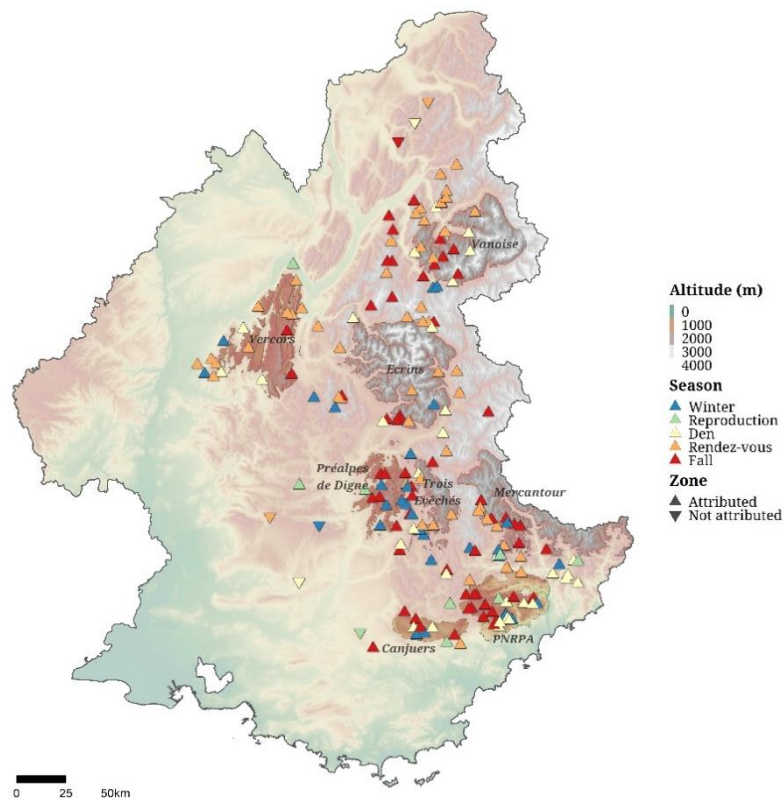 Vanoise
Vercors
Ecrins
Préalpes
de Digne
Trois
Evêchés
Mercantour
Canjuers
PNRPA
Altitude (m)
0
1000
2000
3000
4000
Season
Winter
Reproduction
Den
Rendez-vous
Fall
Zone
Attributed
Not attributed
0 25 50km